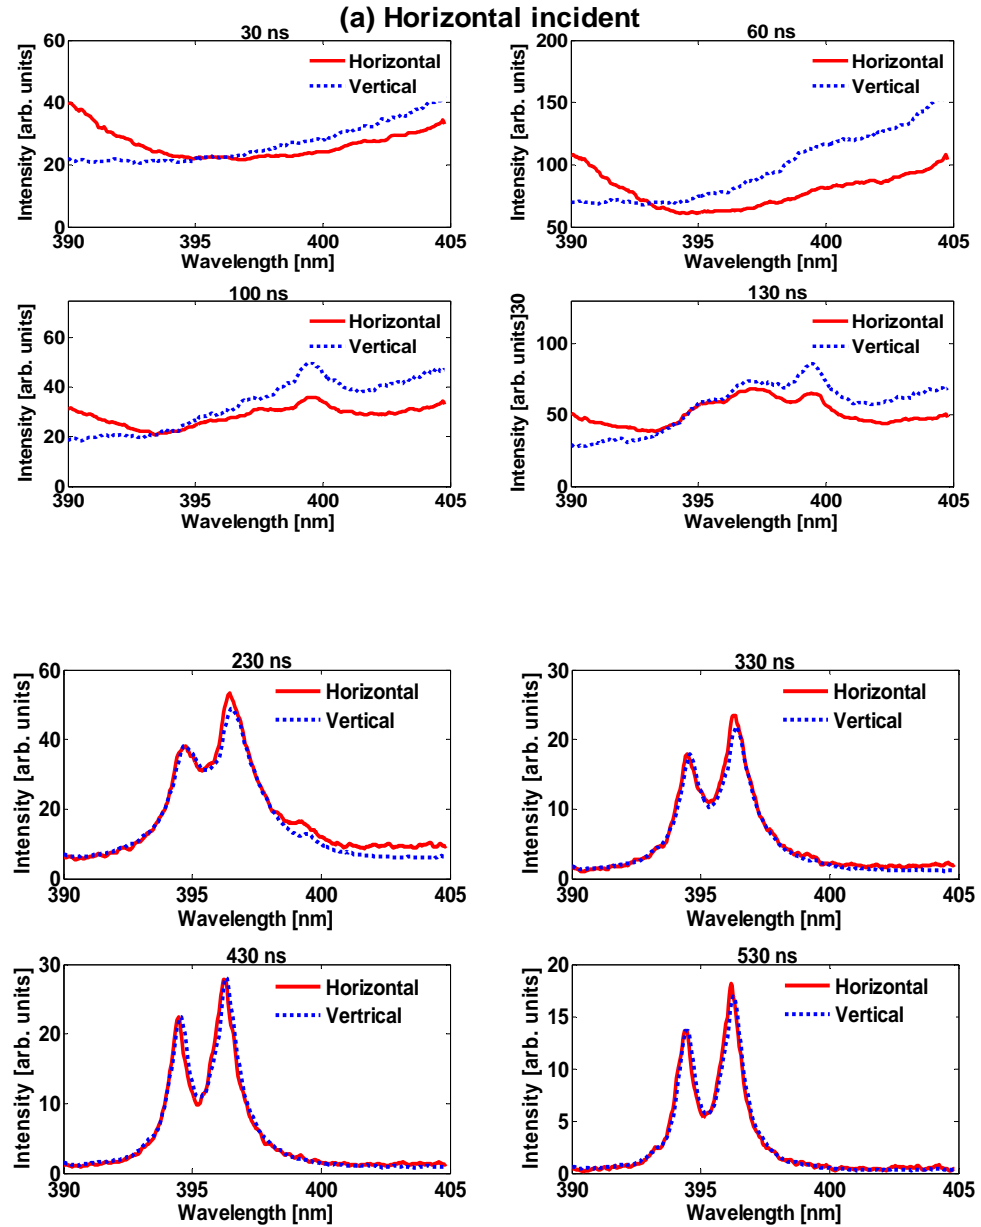 (a) Horizontal incident
30 ns
60
40
20
0
Intensity [arb. units]
Horizontal
Vertical
390 395 400 405
Wavelength [nm]
60 ns
200
150
100
50
Intensity [arb. units]
Horizontal
Vertical
390 395 400 405
Wavelength [nm]
100 ns
60
40
20
0
Intensity [arb. units]
Horizontal
Vertical
390 395 400 405
Wavelength [nm]
130 ns
100
50
0
Intensity [arb. units]30
Horizontal
Vertical
390 395 400 405
Wavelength [nm]
230 ns
60
40
20
0
Intensity [arb. units]
Horizontal
Vertical
390 395 400 405
Wavelength [nm]
330 ns
30
20
10
0
Intensity [arb. units]
Horizontal
Vertical
390 395 400 405
Wavelength [nm]
430 ns
30
20
10
0
Intensity [arb. units]
Horizontal
Vertrical
390 395 400 405
Wavelength [nm]
530 ns
20
15
10
5
0
Intensity [arb. units]
Horizontal
Vertical
390 395 400 405
Wavelength [nm]